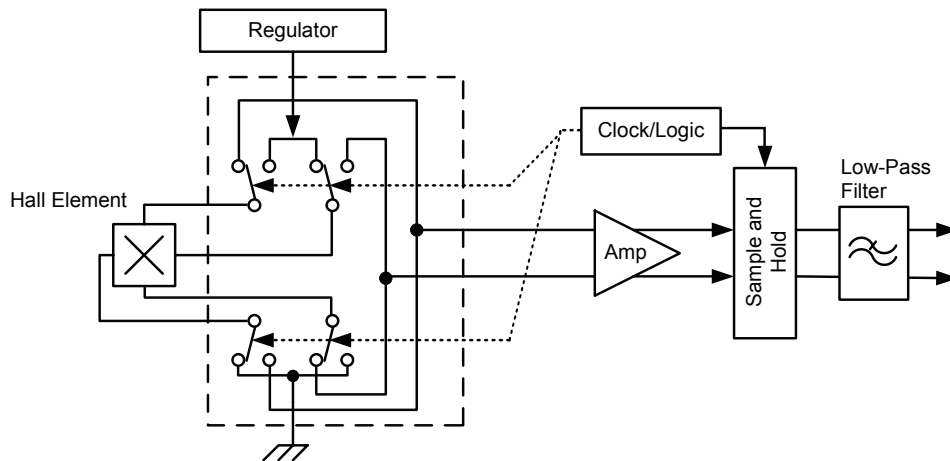 Regulator
Clock/Logic
Low-Pass
Filter
Hall Element
Amp
Sample and
Hold